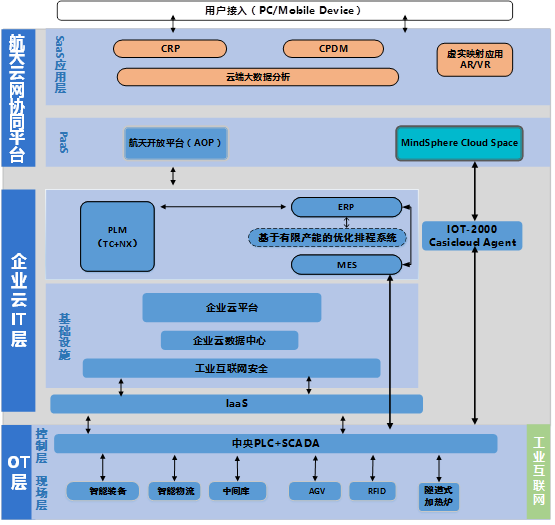 用户接入（PC/Mobile Device）
航天云网协同平台
SaaS应用层
CRP
CPDM
云端大数据分析
虚实映射应用
AR/VR
PaaS
航天开放平台（AOP）
MindSphere Cloud Space
企业云IT层
PLM
（TC+NX）
ERP
基于有限产能的优化排程系统
MES
IOT-2000
Casicloud Agent
基础设施
企业云平台
企业云数据中心
工业互联网安全
IaaS
OT层
控制层
中央PLC+SCADA
现场层
智能装备
智能物流
中间库
AGV
RFID
隧道式
加热炉
工业互联网